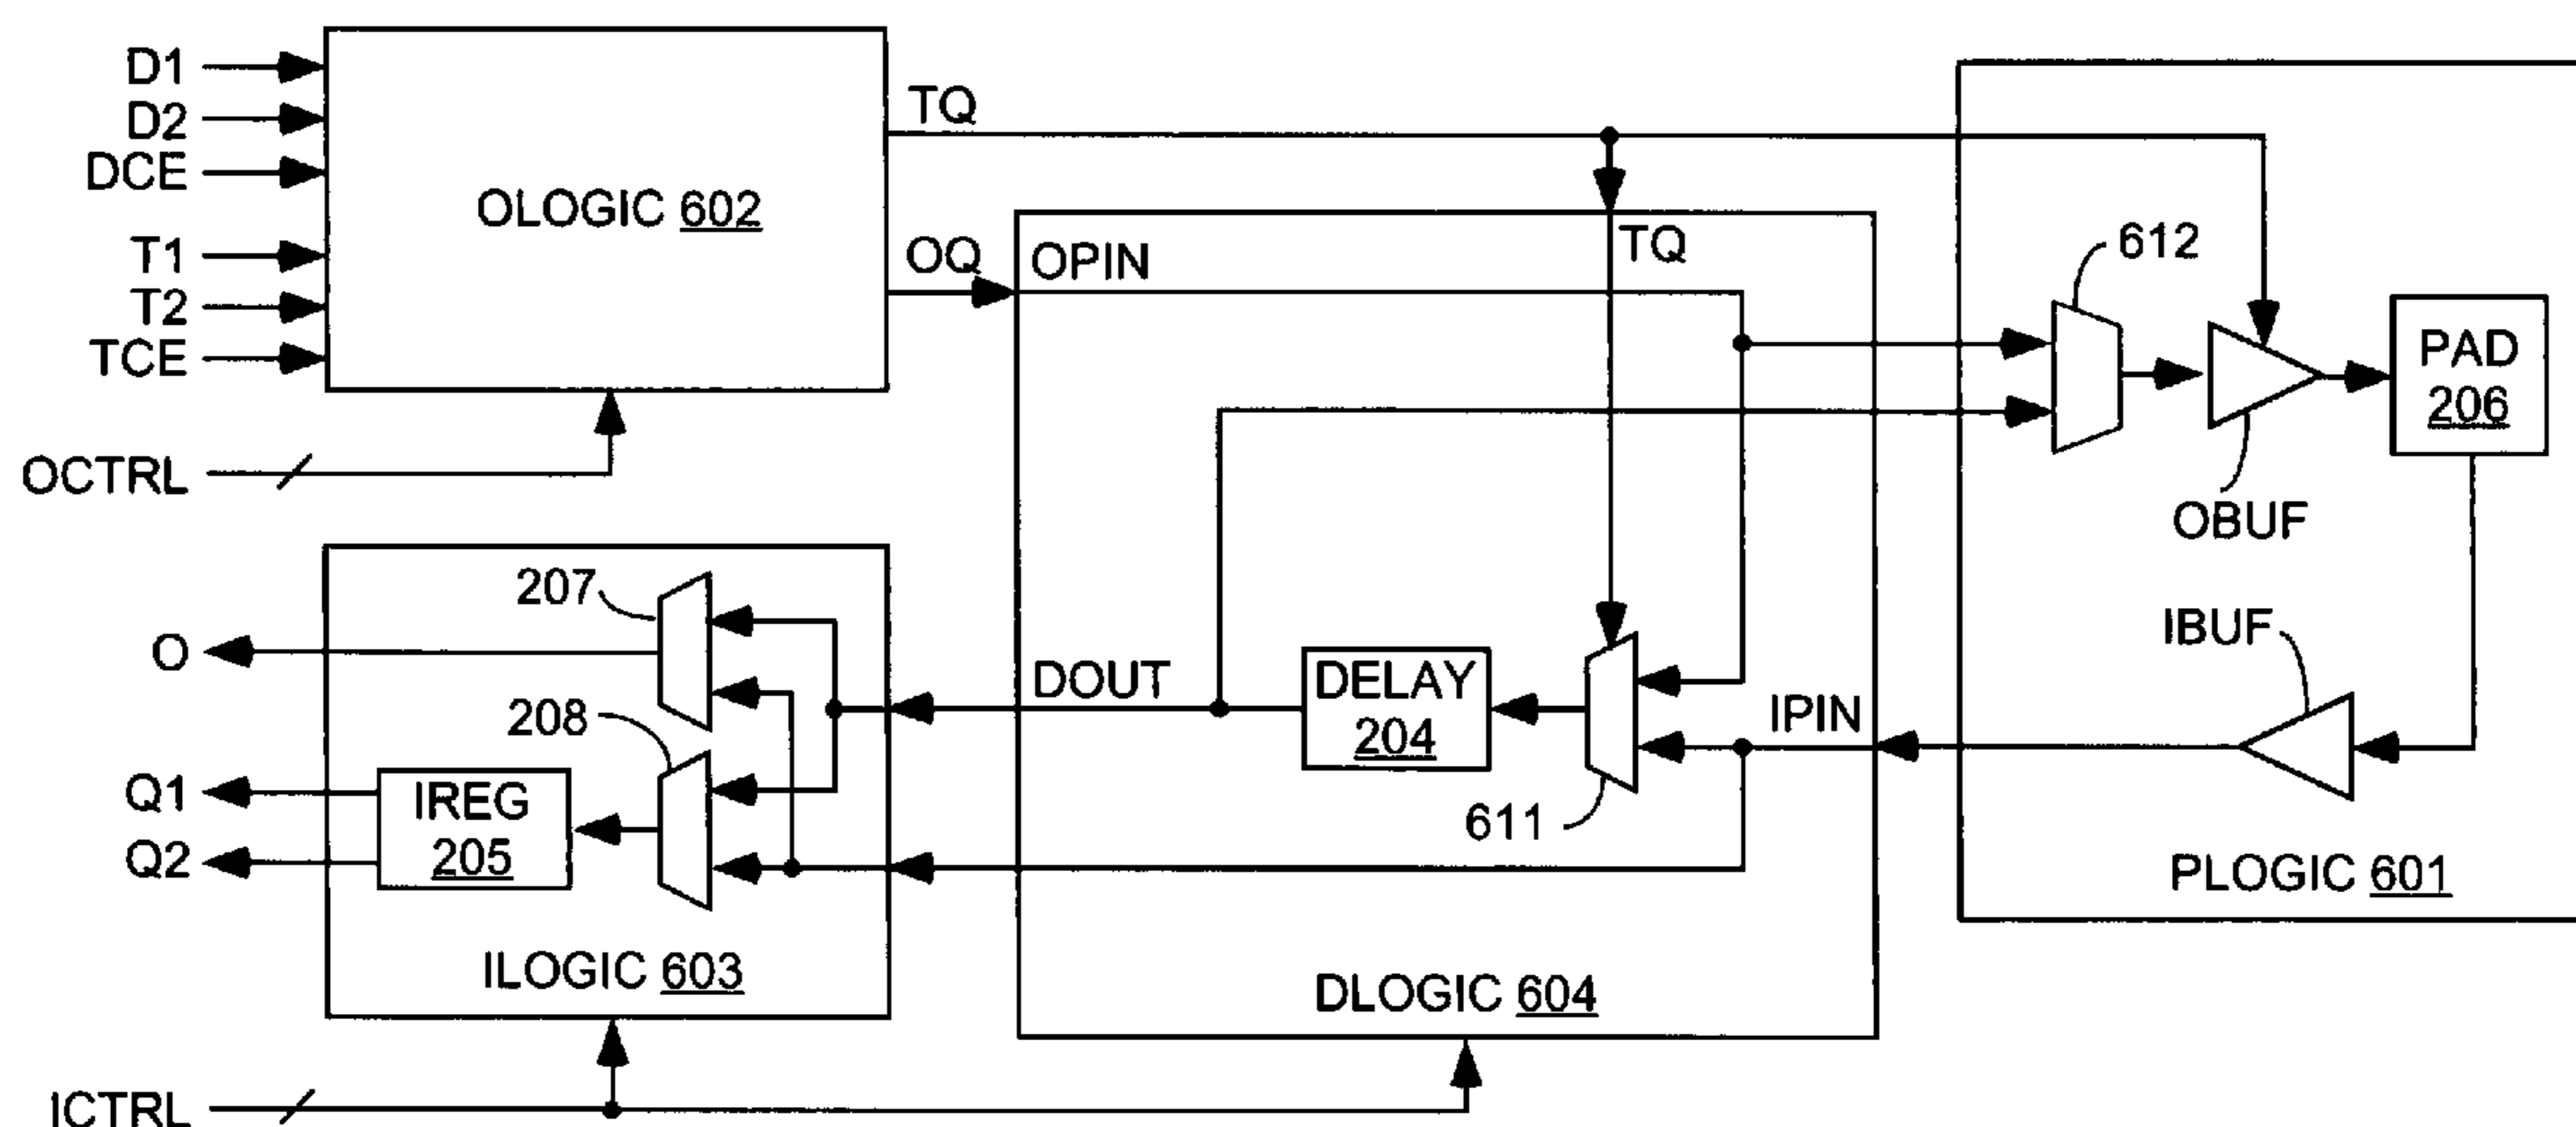 D1
D2
DCE
T1
T2
TCE
OCTRL
OLOGIC 602
TQ
OQ
OPIN
TQ
612
PAD
206
OBUF
IBUF
PLOGIC 601
207
208
O
Q1
Q2
IREG
205
ILOGIC 603
DOUT
DELAY
204
611
IPIN
DLOGIC 604
ICTRL